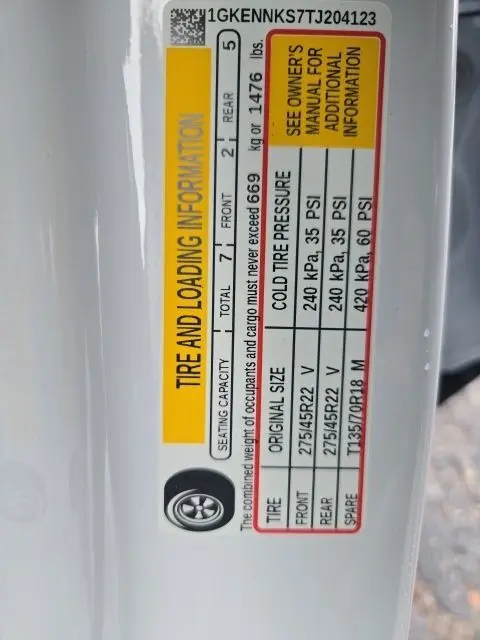 1GKENNKS7TJ204123
TIRE AND LOADING INFORMATION
SEATING CAPACITY TOTAL 7 FRONT 2 REAR 5
The combined weight of occupants and cargo must never exceed 669 kg or 1476 lbs.
TIRE ORIGINAL SIZE COLD TIRE PRESSURE
FRONT 275/45R22 V 240 kPa, 35 PSI
REAR 275/45R22 V 240 kPa, 35 PSI
SPARE T135/70R18 M 420 kPa, 60 PSI
SEE OWNER'S
MANUAL FOR
ADDITIONAL
INFORMATION